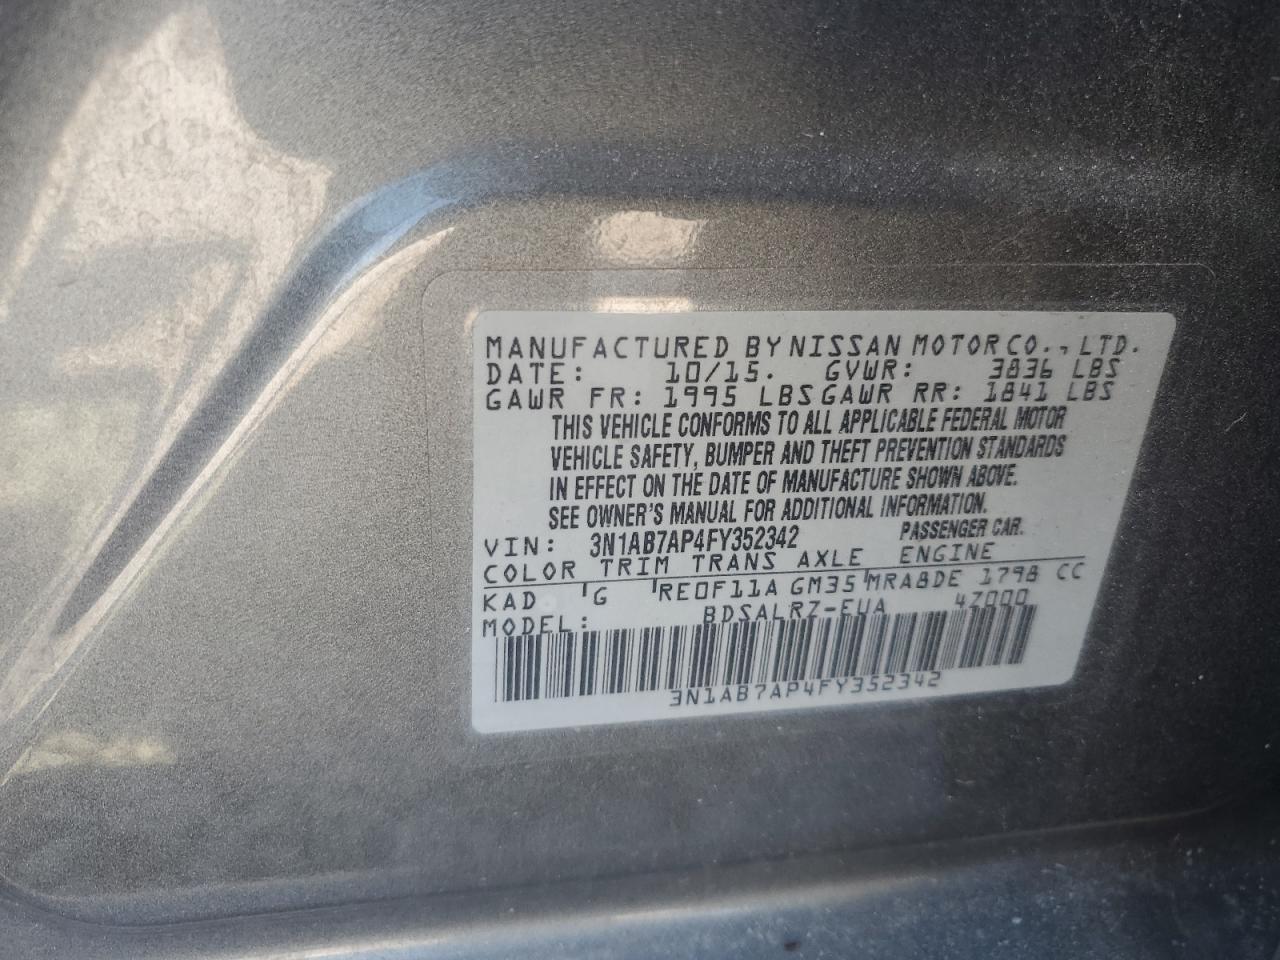 MANUFACTURED BY NISSAN MOTOR CO., LTD.
DATE: 10/15. GVWR: 3836 LBS
GAWR FR: 1995 LBS GAWR RR: 1841 LBS
THIS VEHICLE CONFORMS TO ALL APPLICABLE FEDERAL MOTOR
VEHICLE SAFETY, BUMPER AND THEFT PREVENTION STANDARDS
IN EFFECT ON THE DATE OF MANUFACTURE SHOWN ABOVE.
SEE OWNER'S MANUAL FOR ADDITIONAL INFORMATION.
VIN: 3N1AB7AP4FY352342 PASSENGER CAR.
COLOR TRIM TRANS AXLE ENGINE
KAD G RE0F11A GM35 MRA8DE 1798 CC
MODEL: BDSALRZ-EUA 47000
3N1AB7AP4FY352342